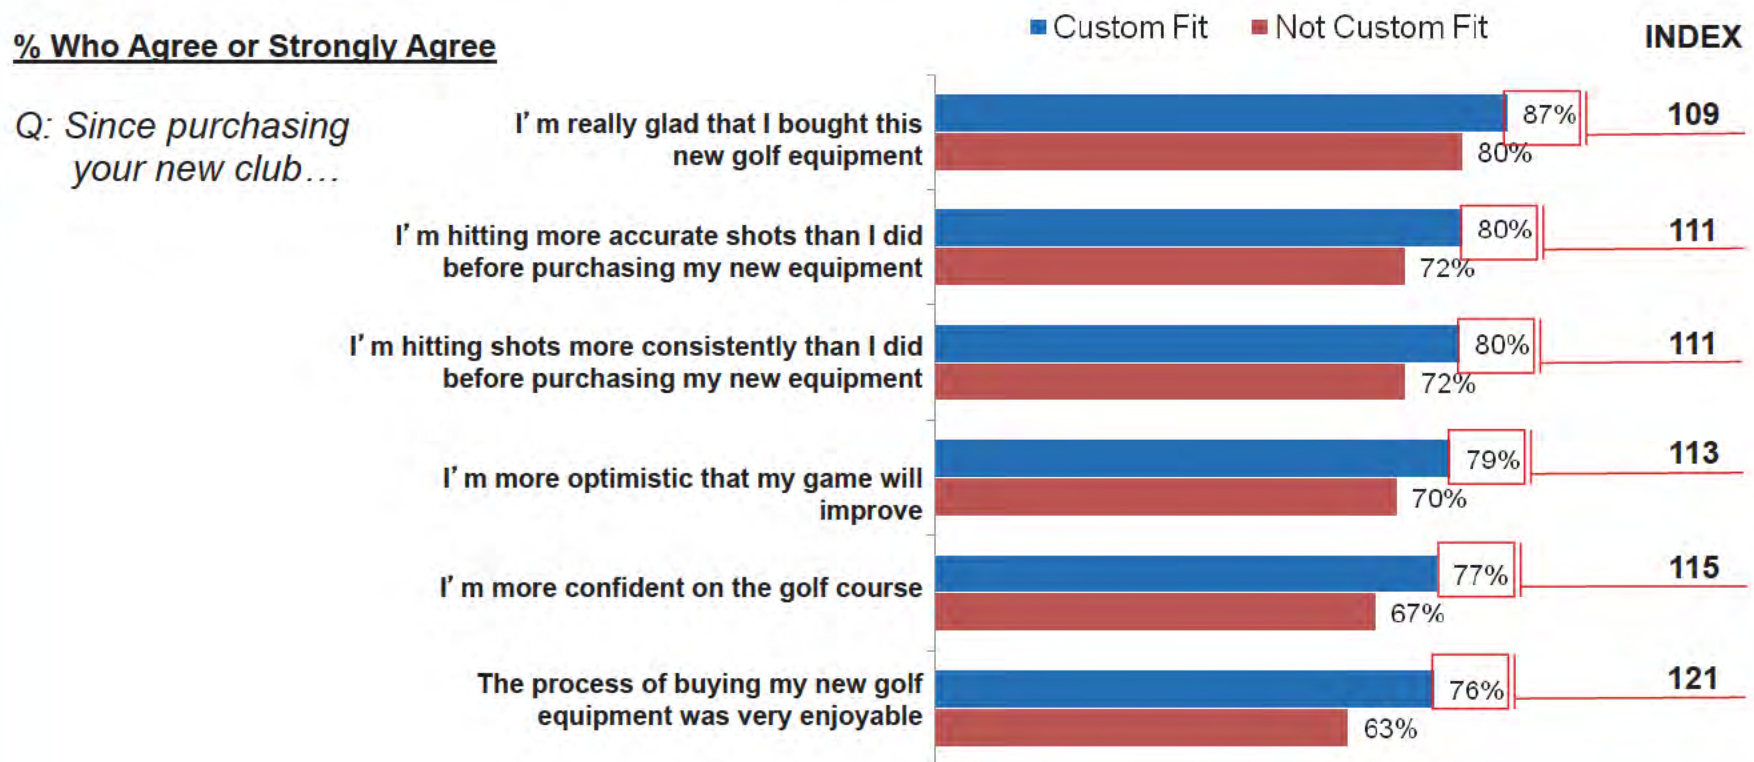 % Who Agree or Strongly Agree
Custom Fit
Not Custom Fit
INDEX
Q: Since purchasing
your new club…
I’m really glad that I bought this
new golf equipment
87%
80%
109
I’m hitting more accurate shots than I did
before purchasing my new equipment
80%
72%
111
I’m hitting shots more consistently than I did
before purchasing my new equipment
80%
72%
111
I’m more optimistic that my game will
improve
79%
70%
113
I’m more confident on the golf course
77%
67%
115
The process of buying my new golf
equipment was very enjoyable
76%
63%
121